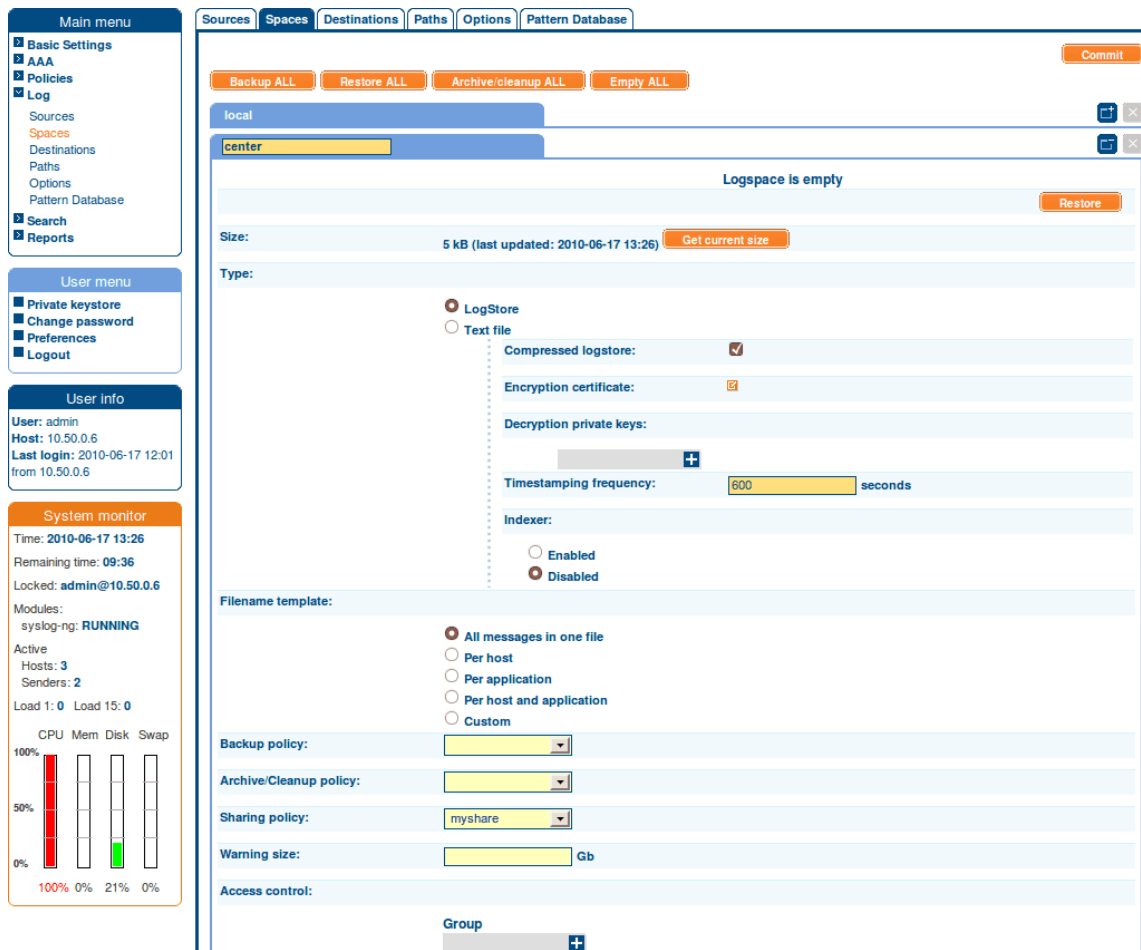 Main menu
Basic Settings
AAA
Policies
Log
Sources
Spaces
Destinations
Paths
Options
Pattern Database
Search
Reports
User menu
Private keystore
Change password
Preferences
Logout
User info
User: admin
Host: 10.50.0.6
Last login: 2010-06-17 12:01
from 10.50.0.6
System monitor
Time: 2010-06-17 13:26
Remaining time: 09:36
Locked: admin@10.50.0.6
Modules:
syslog-ng: RUNNING
Active
Hosts: 3
Senders: 2
Load 1: 0 Load 15: 0
CPU Mem Disk Swap
100%
50%
0%
100% 0% 21% 0%
Sources Spaces Destinations Paths Options Pattern Database
Commit
Backup ALL Restore ALL Archive/cleanup ALL Empty ALL
local
center
Logspace is empty
Restore
Size: 5 kB (last updated: 2010-06-17 13:26) Get current size
Type:
LogStore
Text file
Compressed logstore:
Encryption certificate:
Decryption private keys:
Timestamping frequency: 600 seconds
Indexer:
Enabled
Disabled
Filename template:
All messages in one file
Per host
Per application
Per host and application
Custom
Backup policy:
Archive/Cleanup policy:
Sharing policy: myshare
Warning size: Gb
Access control:
Group